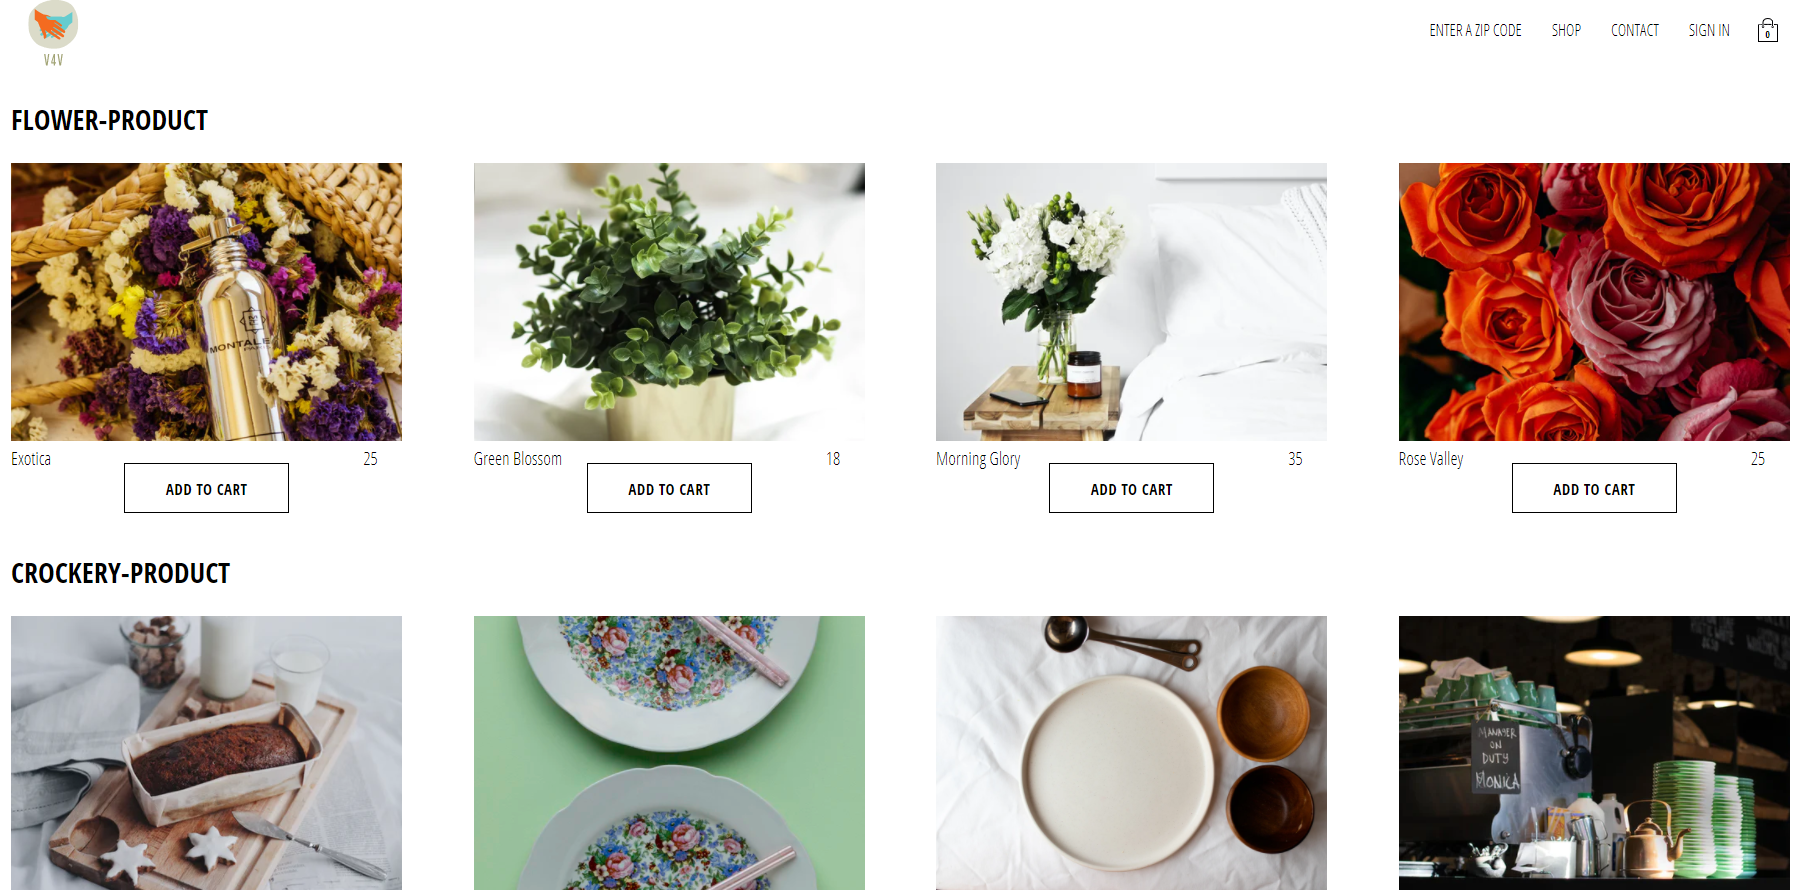 V4V
ENTER A ZIP CODE SHOP CONTACT SIGN IN 0
FLOWER-PRODUCT
MONTALE
Exotica 25
Green Blossom 18
Morning Glory 35
Rose Valley 25
ADD TO CART ADD TO CART ADD TO CART ADD TO CART
CROCKERY-PRODUCT
MANAGER
ON
DUTY
MONICA